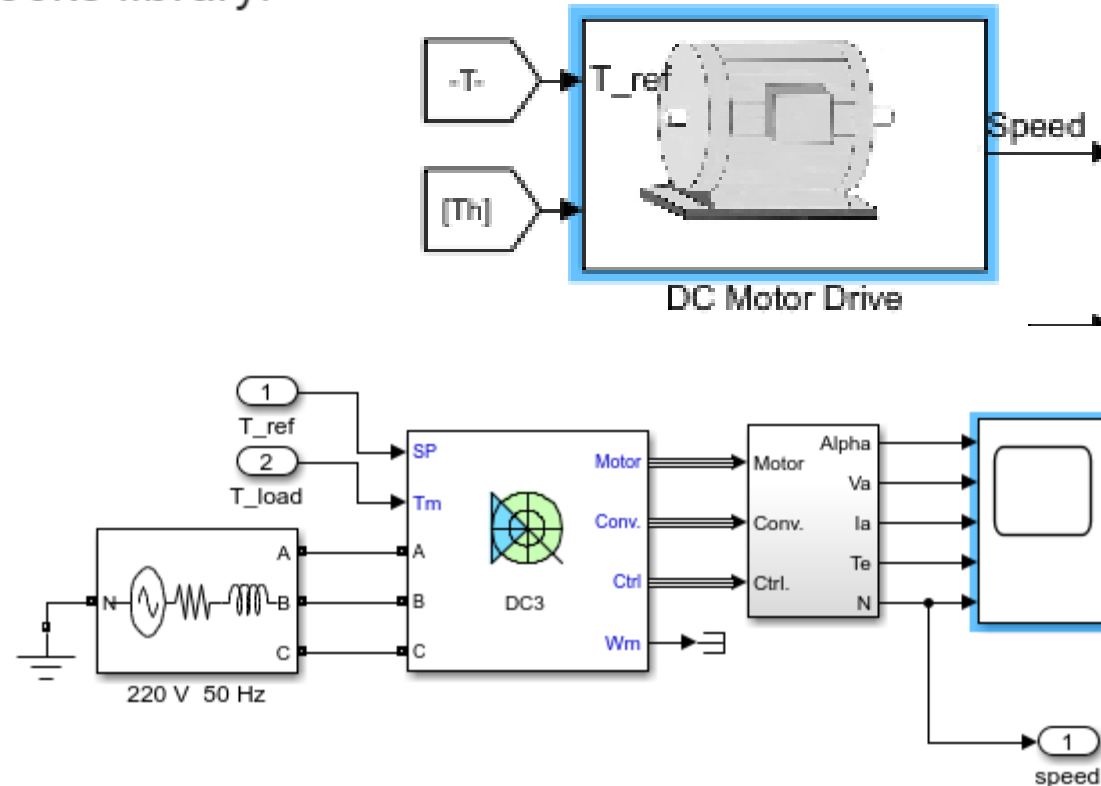 library.
-T-
T_ref
Speed
[Th]
DC Motor Drive
1
T_ref
2
T_load
SP
Tm
A
B
C
Motor
Conv.
Ctrl
Wm
DC3
A
N
B
C
220 V 50 Hz
Motor
Conv.
Ctrl.
Alpha
Va
Ia
Te
N
1
speed